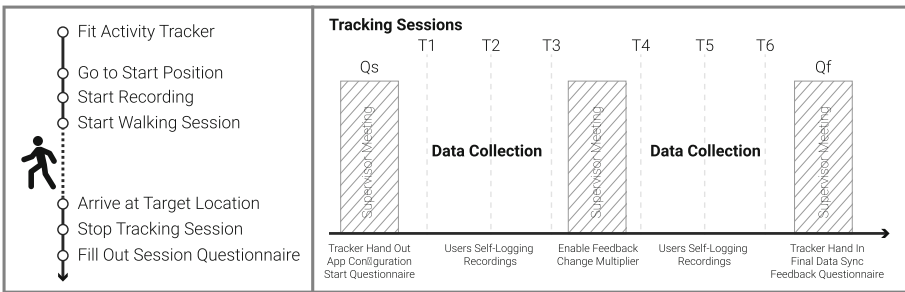 Fit Activity Tracker
Go to Start Position
Start Recording
Start Walking Session
Arrive at Target Location
Stop Tracking Session
Fill Out Session Questionnaire
Tracking Sessions
T1
T2
T3
T4
T5
T6
Qs
Qf
Supervisor Meeting
Data Collection
Supervisor Meeting
Data Collection
Supervisor Meeting
Tracker Hand Out
App Con￿guration
Start Questionnaire
Users Self-Logging
Recordings
Enable Feedback
Change Multiplier
Users Self-Logging
Recordings
Tracker Hand In
Final Data Sync
Feedback Questionnaire